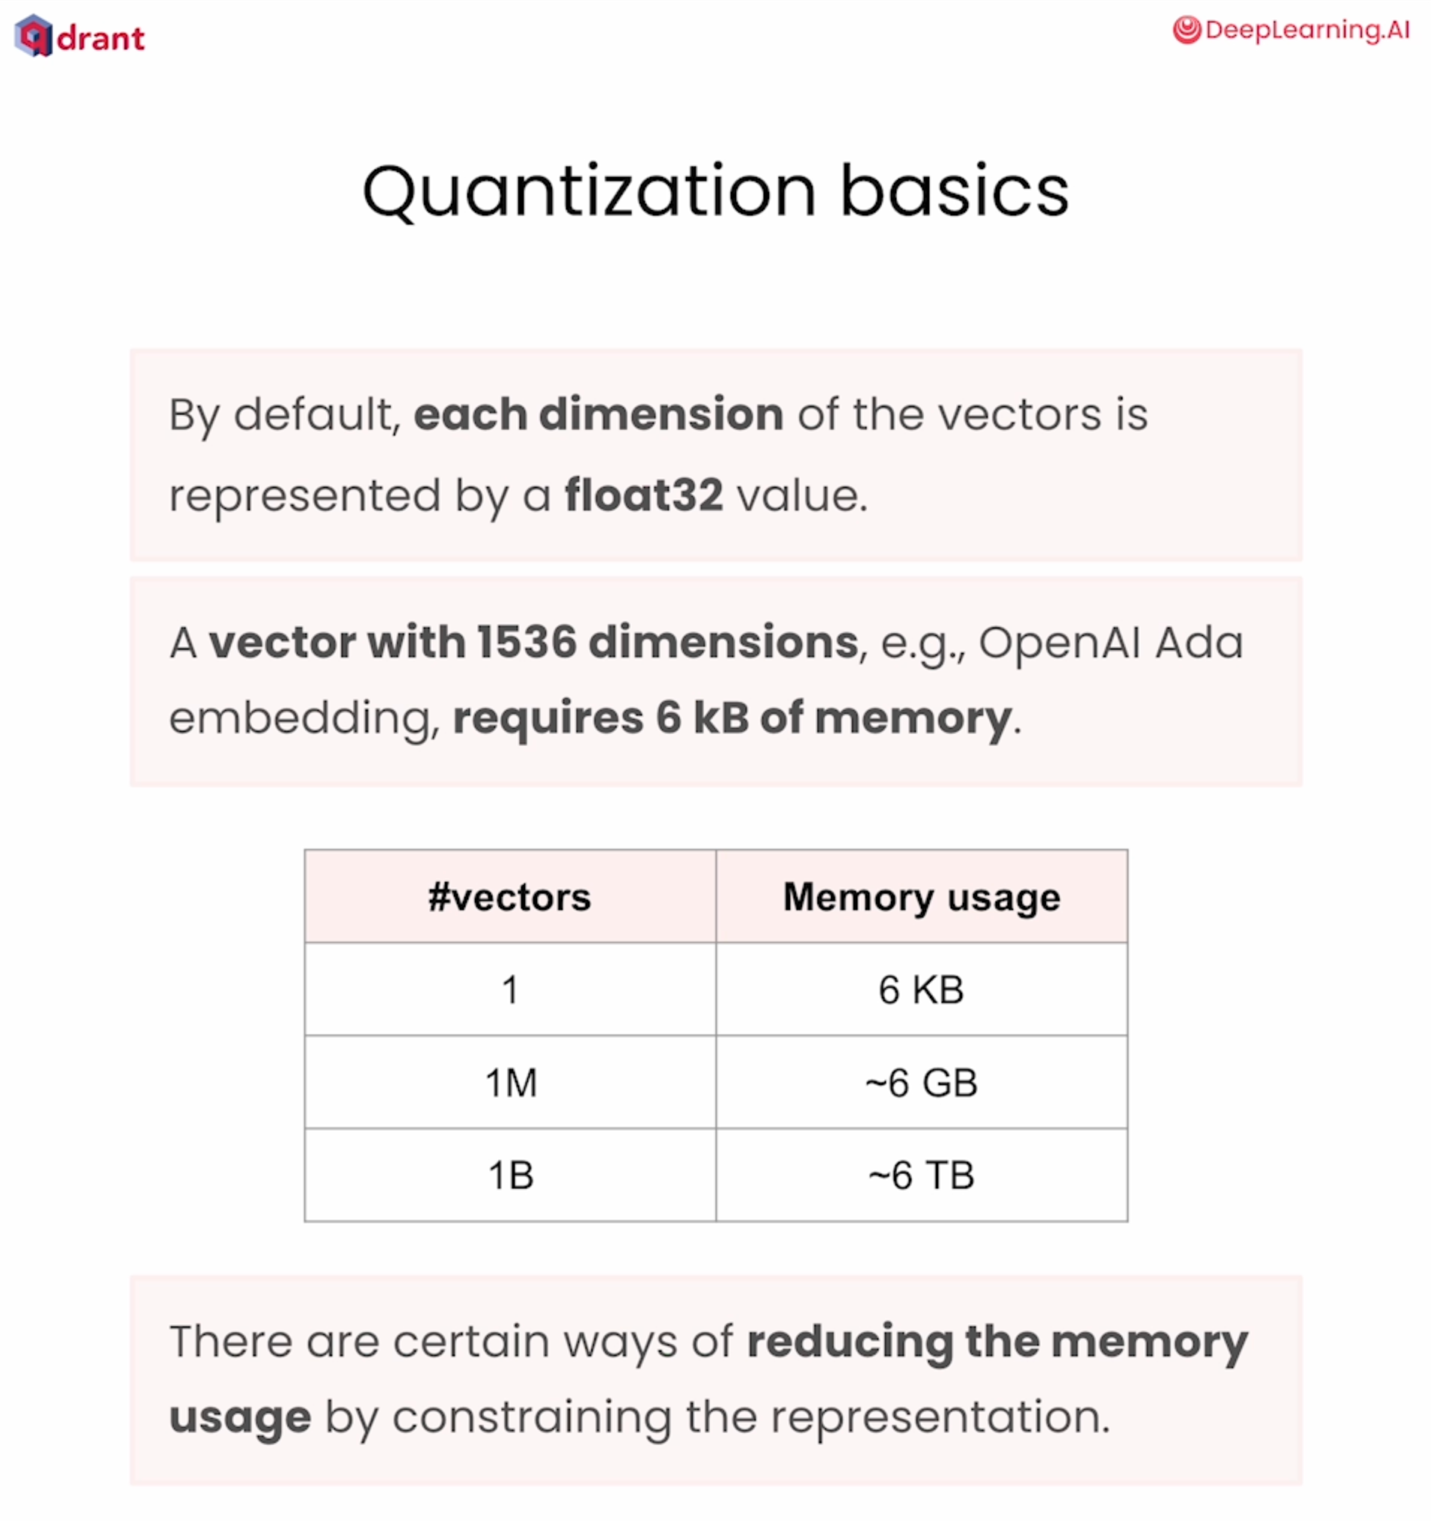 qdrant
DeepLearning.AI
Quantization basics
By default, each dimension of the vectors is
represented by a float32 value.
A vector with 1536 dimensions, e.g., OpenAI Ada
embedding, requires 6 kB of memory.
#vectors Memory usage
1 6 KB
1M ~6 GB
1B ~6 TB
There are certain ways of reducing the memory
usage by constraining the representation.